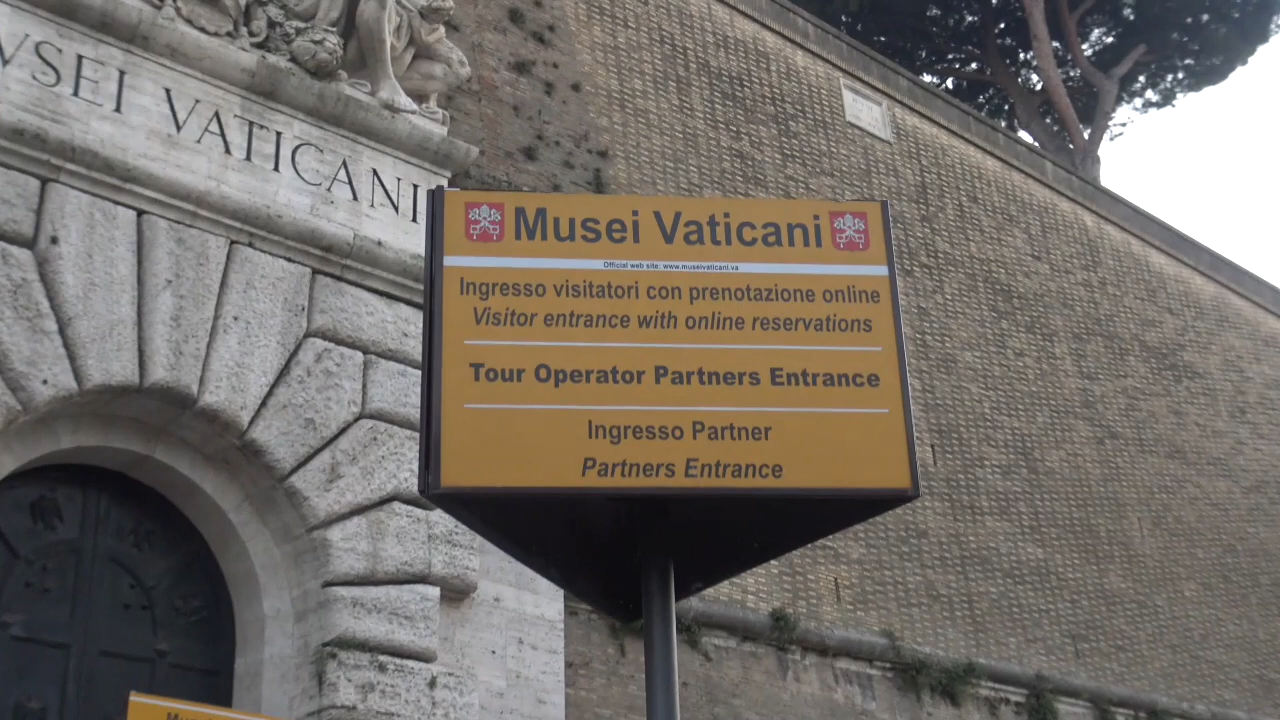 VSEI VATICANI
Musei Vaticani
Official web site: www.museivaticani.va
Ingresso visitatori con prenotazione online
Visitor entrance with online reservations
Tour Operator Partners Entrance
Ingresso Partner
Partners Entrance